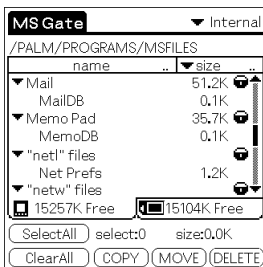 MS Gate
Internal
/PALM/PROGRAMS/MSFILES
name .. size ..
Mail 51.2K
MailDB 0.1K
Memo Pad 35.7K
MemoDB 0.1K
"netl" files
Net Prefs 1.2K
"netw" files
15257K Free 15104K Free
SelectAll select:0 size:0.0K
ClearAll COPY MOVE DELETE